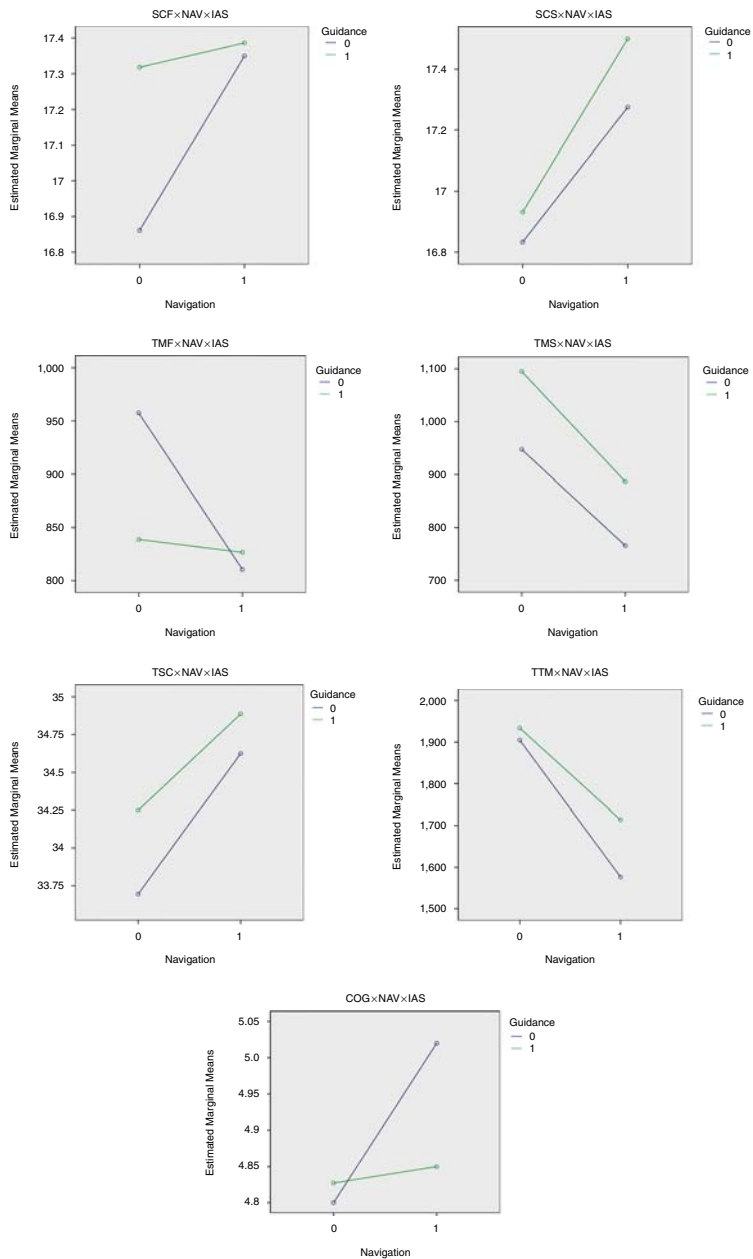 SCF×NAV×IAS
Estimated Marginal Means
17.4
17.3
17.2
17.1
17
16.9
16.8
0
1
Navigation
Guidance
0
1
SCS×NAV×IAS
Estimated Marginal Means
17.4
17.2
17
16.8
0
1
Navigation
Guidance
0
1
TMF×NAV×IAS
Estimated Marginal Means
1,000
950
900
850
800
0
1
Navigation
Guidance
0
1
TMS×NAV×IAS
Estimated Marginal Means
1,100
1,000
900
800
700
0
1
Navigation
Guidance
0
1
TSC×NAV×IAS
Estimated Marginal Means
35
34.75
34.5
34.25
34
33.75
0
1
Navigation
Guidance
0
1
TTM×NAV×IAS
Estimated Marginal Means
2,000
1,900
1,800
1,700
1,600
1,500
0
1
Navigation
Guidance
0
1
COG×NAV×IAS
Estimated Marginal Means
5.05
5.0
4.95
4.9
4.85
4.8
0
1
Navigation
Guidance
0
1